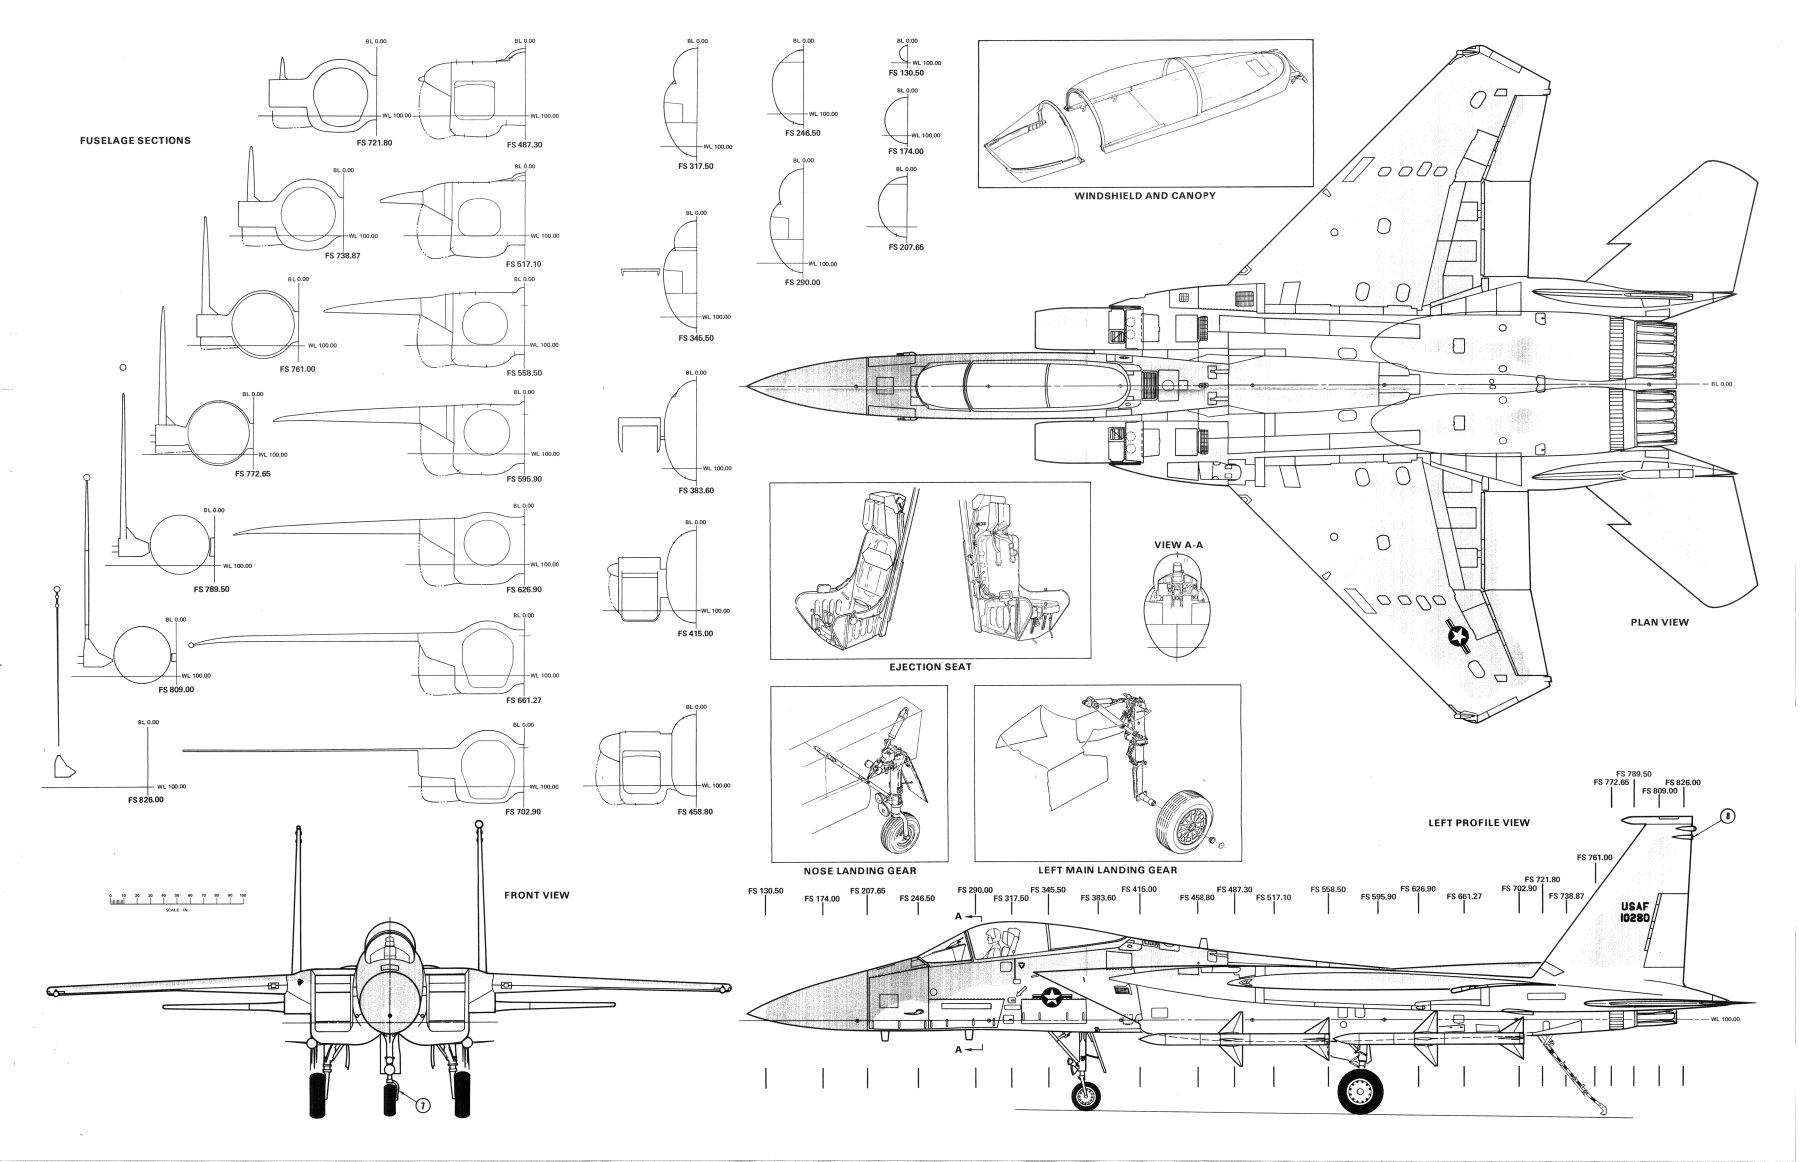 FUSELAGE SECTIONS
BL 0.00
WL 100.00
FS 721.80
BL 0.00
WL 100.00
FS 487.30
BL 0.00
WL 100.00
FS 317.50
BL 0.00
WL 100.00
FS 246.50
BL 0.00
WL 100.00
FS 130.50
BL 0.00
WL 100.00
FS 174.00
WINDSHIELD AND CANOPY
BL 0.00
WL 100.00
FS 738.87
BL 0.00
WL 100.00
FS 517.10
BL 0.00
WL 100.00
FS 345.50
BL 0.00
WL 100.00
FS 290.00
BL 0.00
FS 207.65
BL 0.00
WL 100.00
FS 761.00
BL 0.00
WL 100.00
FS 558.50
BL 0.00
WL 100.00
FS 772.65
BL 0.00
WL 100.00
FS 595.90
BL 0.00
WL 100.00
FS 383.60
BL 0.00
PLAN VIEW
BL 0.00
WL 100.00
FS 789.50
BL 0.00
WL 100.00
FS 626.90
BL 0.00
WL 100.00
FS 415.00
EJECTION SEAT
VIEW A-A
BL 0.00
WL 100.00
FS 809.00
BL 0.00
WL 100.00
FS 661.27
BL 0.00
WL 100.00
FS 826.00
BL 0.00
WL 100.00
FS 702.90
BL 0.00
WL 100.00
FS 458.80
NOSE LANDING GEAR
LEFT MAIN LANDING GEAR
FRONT VIEW
0 10 20 30 40 50 60 70 80 90 100
SCALE - IN.
7
LEFT PROFILE VIEW
FS 789.50
FS 772.65
FS 826.00
FS 809.00
8
FS 761.00
FS 721.80
FS 702.90
FS 738.87
FS 130.50
FS 174.00
FS 207.65
FS 246.50
FS 290.00
FS 317.50
FS 345.50
FS 383.60
FS 415.00
FS 458.80
FS 487.30
FS 517.10
FS 558.50
FS 595.90
FS 626.90
FS 661.27
A
USAF
10280
WL 100.00
A